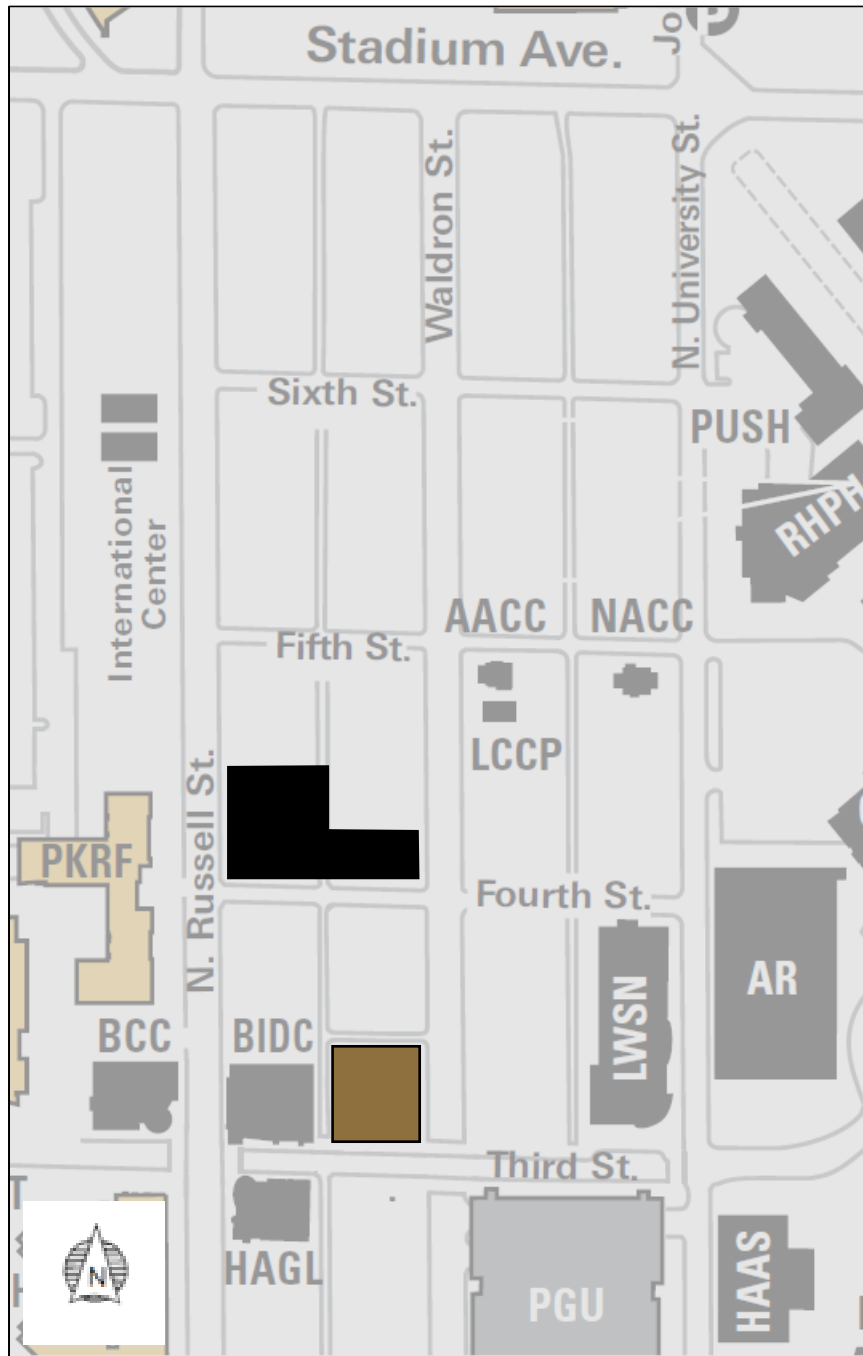 Stadium Ave.
Jo
Waldron St.
N. University St.
Sixth St.
PUSH
RHPH
International
Center
AACC
NACC
Fifth St.
LCCP
N. Russell St.
PKRF
Fourth St.
AR
LWSN
BCC
BIDC
Third St.
T
HAGL
H
N
PGU
HAAS